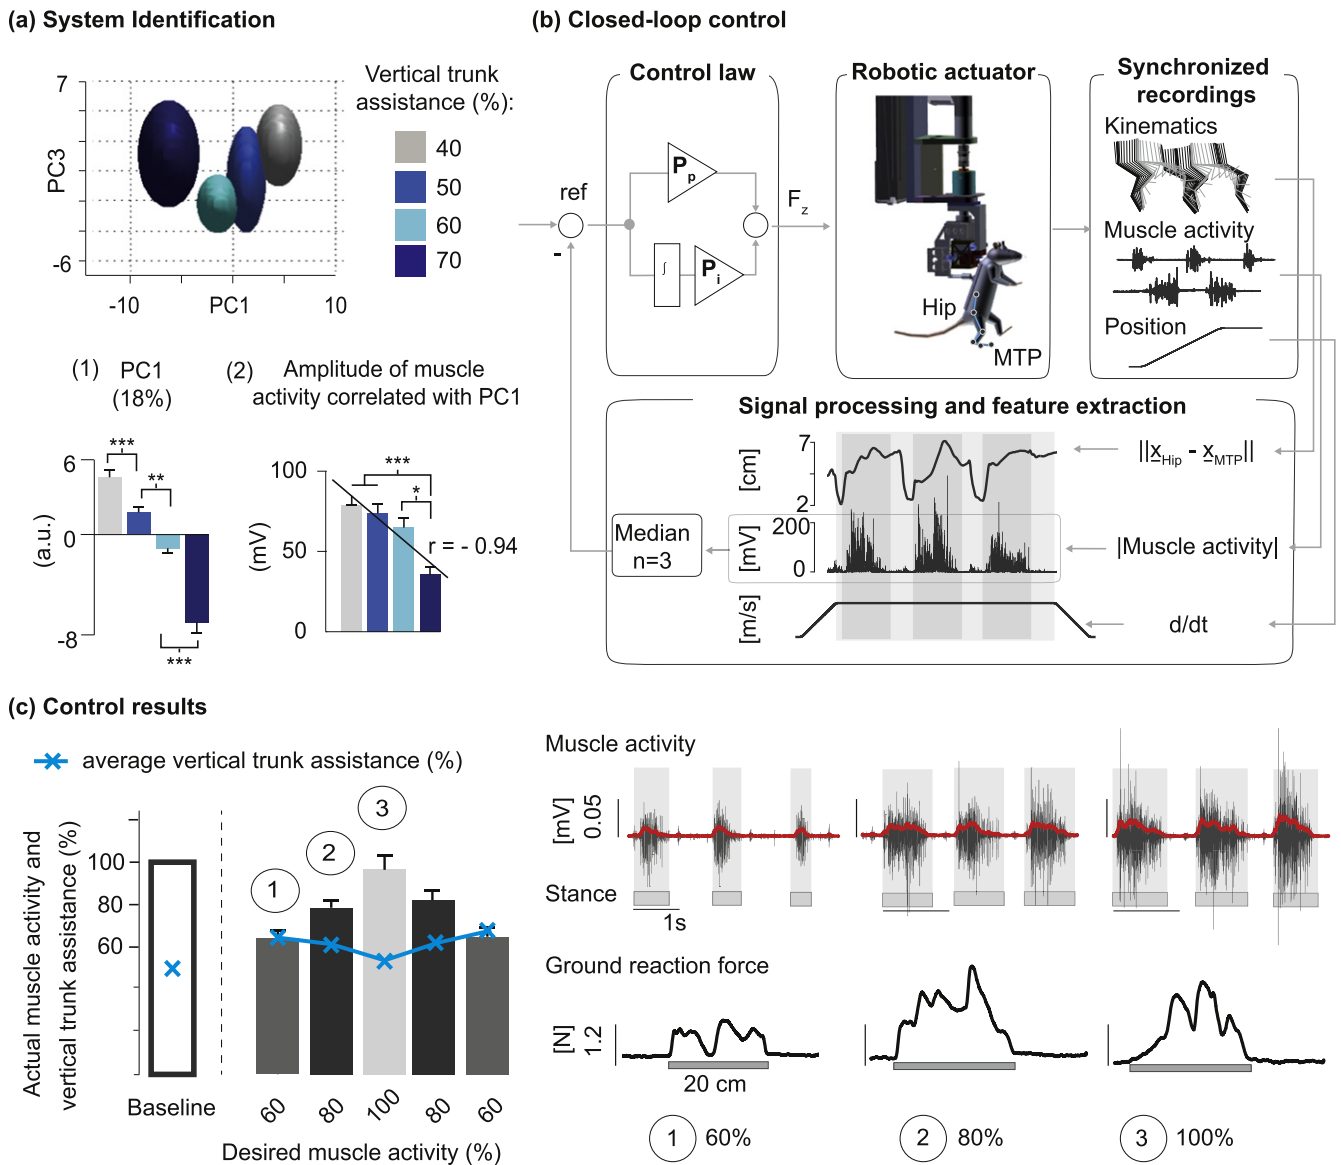 (a) System Identification
7
PC3
-6
-10
PC1
10
Vertical trunk
assistance (%):
40
50
60
70
(1) PC1
(18%)
6
(a.u.)
0
-8
***
**
***
(2) Amplitude of muscle
activity correlated with PC1
100
(mV)
50
0
***
*
r = - 0.94
(b) Closed-loop control
Control law
ref
-
P p
∫
P i
F z
Robotic actuator
Hip
MTP
Synchronized
recordings
Kinematics
Muscle activity
Position
Signal processing and feature extraction
7
[cm]
2
||x Hip - x MTP||
Median
n=3
200
[mV]
0
|Muscle activity|
[m/s]
d/dt
(c) Control results
average vertical trunk assistance (%)
Actual muscle activity and
vertical trunk assistance (%)
100
80
60
1
2
3
Baseline
60
80
100
80
60
Desired muscle activity (%)
Muscle activity
[mV]
0.05
Stance
1s
Ground reaction force
[N]
1.2
20 cm
1 60%
2 80%
3 100%